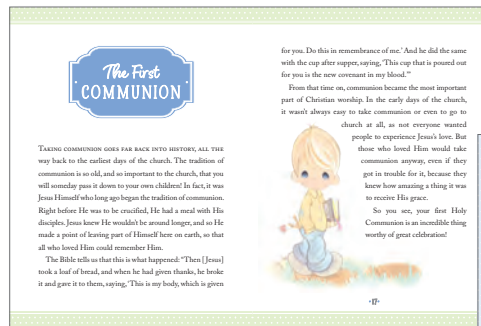 The First
COMMUNION
TAKING COMMUNION GOES FAR BACK INTO HISTORY, ALL THE
way back to the earliest days of the church. The tradition of
communion is so old, and so important to the church, that you
will someday pass it down to your own children! In fact, it was
Jesus Himself who long ago began the tradition of communion.
Right before He was to be crucified, He had a meal with His
disciples. Jesus knew He wouldn't be around longer, and so He
made a point of leaving part of Himself here on earth, so that
all who loved Him could remember Him.
The Bible tells us that this is what happened: “Then [Jesus]
took a loaf of bread, and when he had given thanks, he broke
it and gave it to them, saying, ‘This is my body, which is given
for you. Do this in remembrance of me.’ And he did the same
with the cup after supper, saying, ‘This cup that is poured out
for you is the new covenant in my blood.’”
From that time on, communion became the most important
part of Christian worship. In the early days of the church,
it wasn't always easy to take communion or even to go to
church at all, as not everyone wanted
people to experience Jesus's love. But
those who loved Him would take
communion anyway, even if they
got in trouble for it, because they
knew how amazing a thing it was
to receive His grace.
So you see, your first Holy
Communion is an incredible thing
worthy of great celebration!
·17·